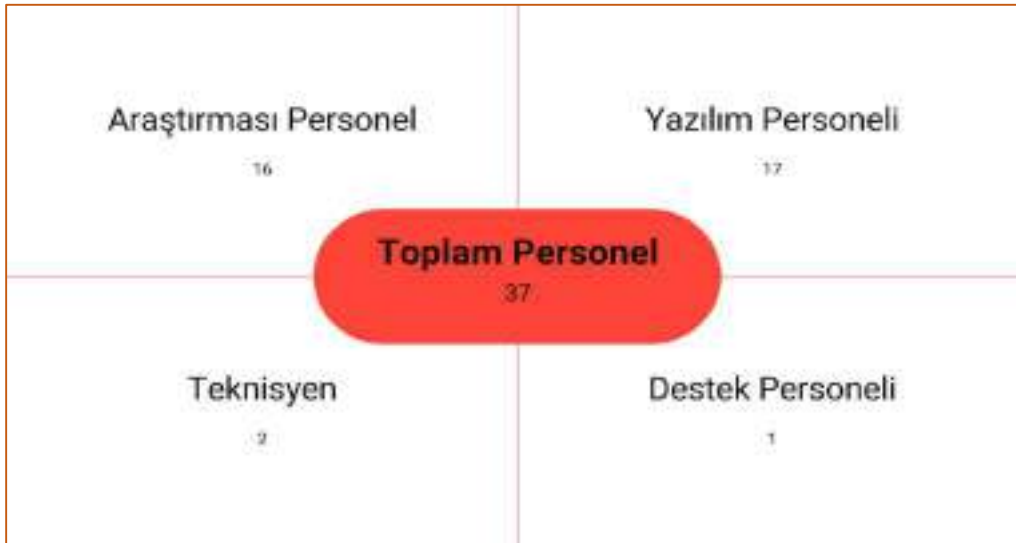 Araştırması Personel
16
Yazılım Personeli
17
Toplam Personel
37
Teknisyen
2
Destek Personeli
1